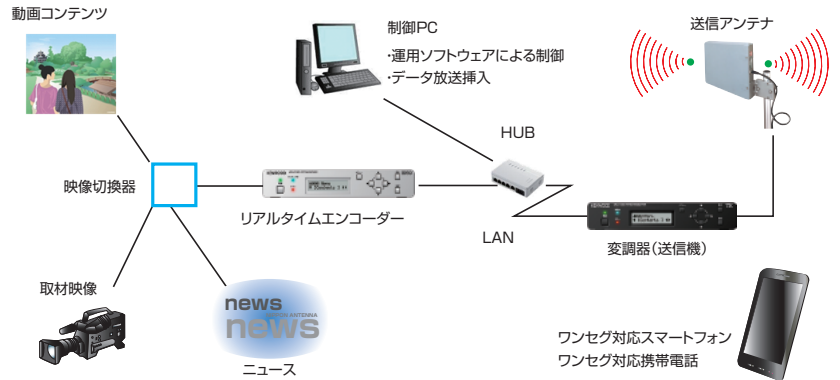 動画コンテンツ
制御PC
・運用ソフトウェアによる制御
・データ放送挿入
送信アンテナ
HUB
映像切換器
リアルタイムエンコーダー
LAN
変調器(送信機)
取材映像
news
news
ニュース
ワンセグ対応スマートフォン
ワンセグ対応携帯電話